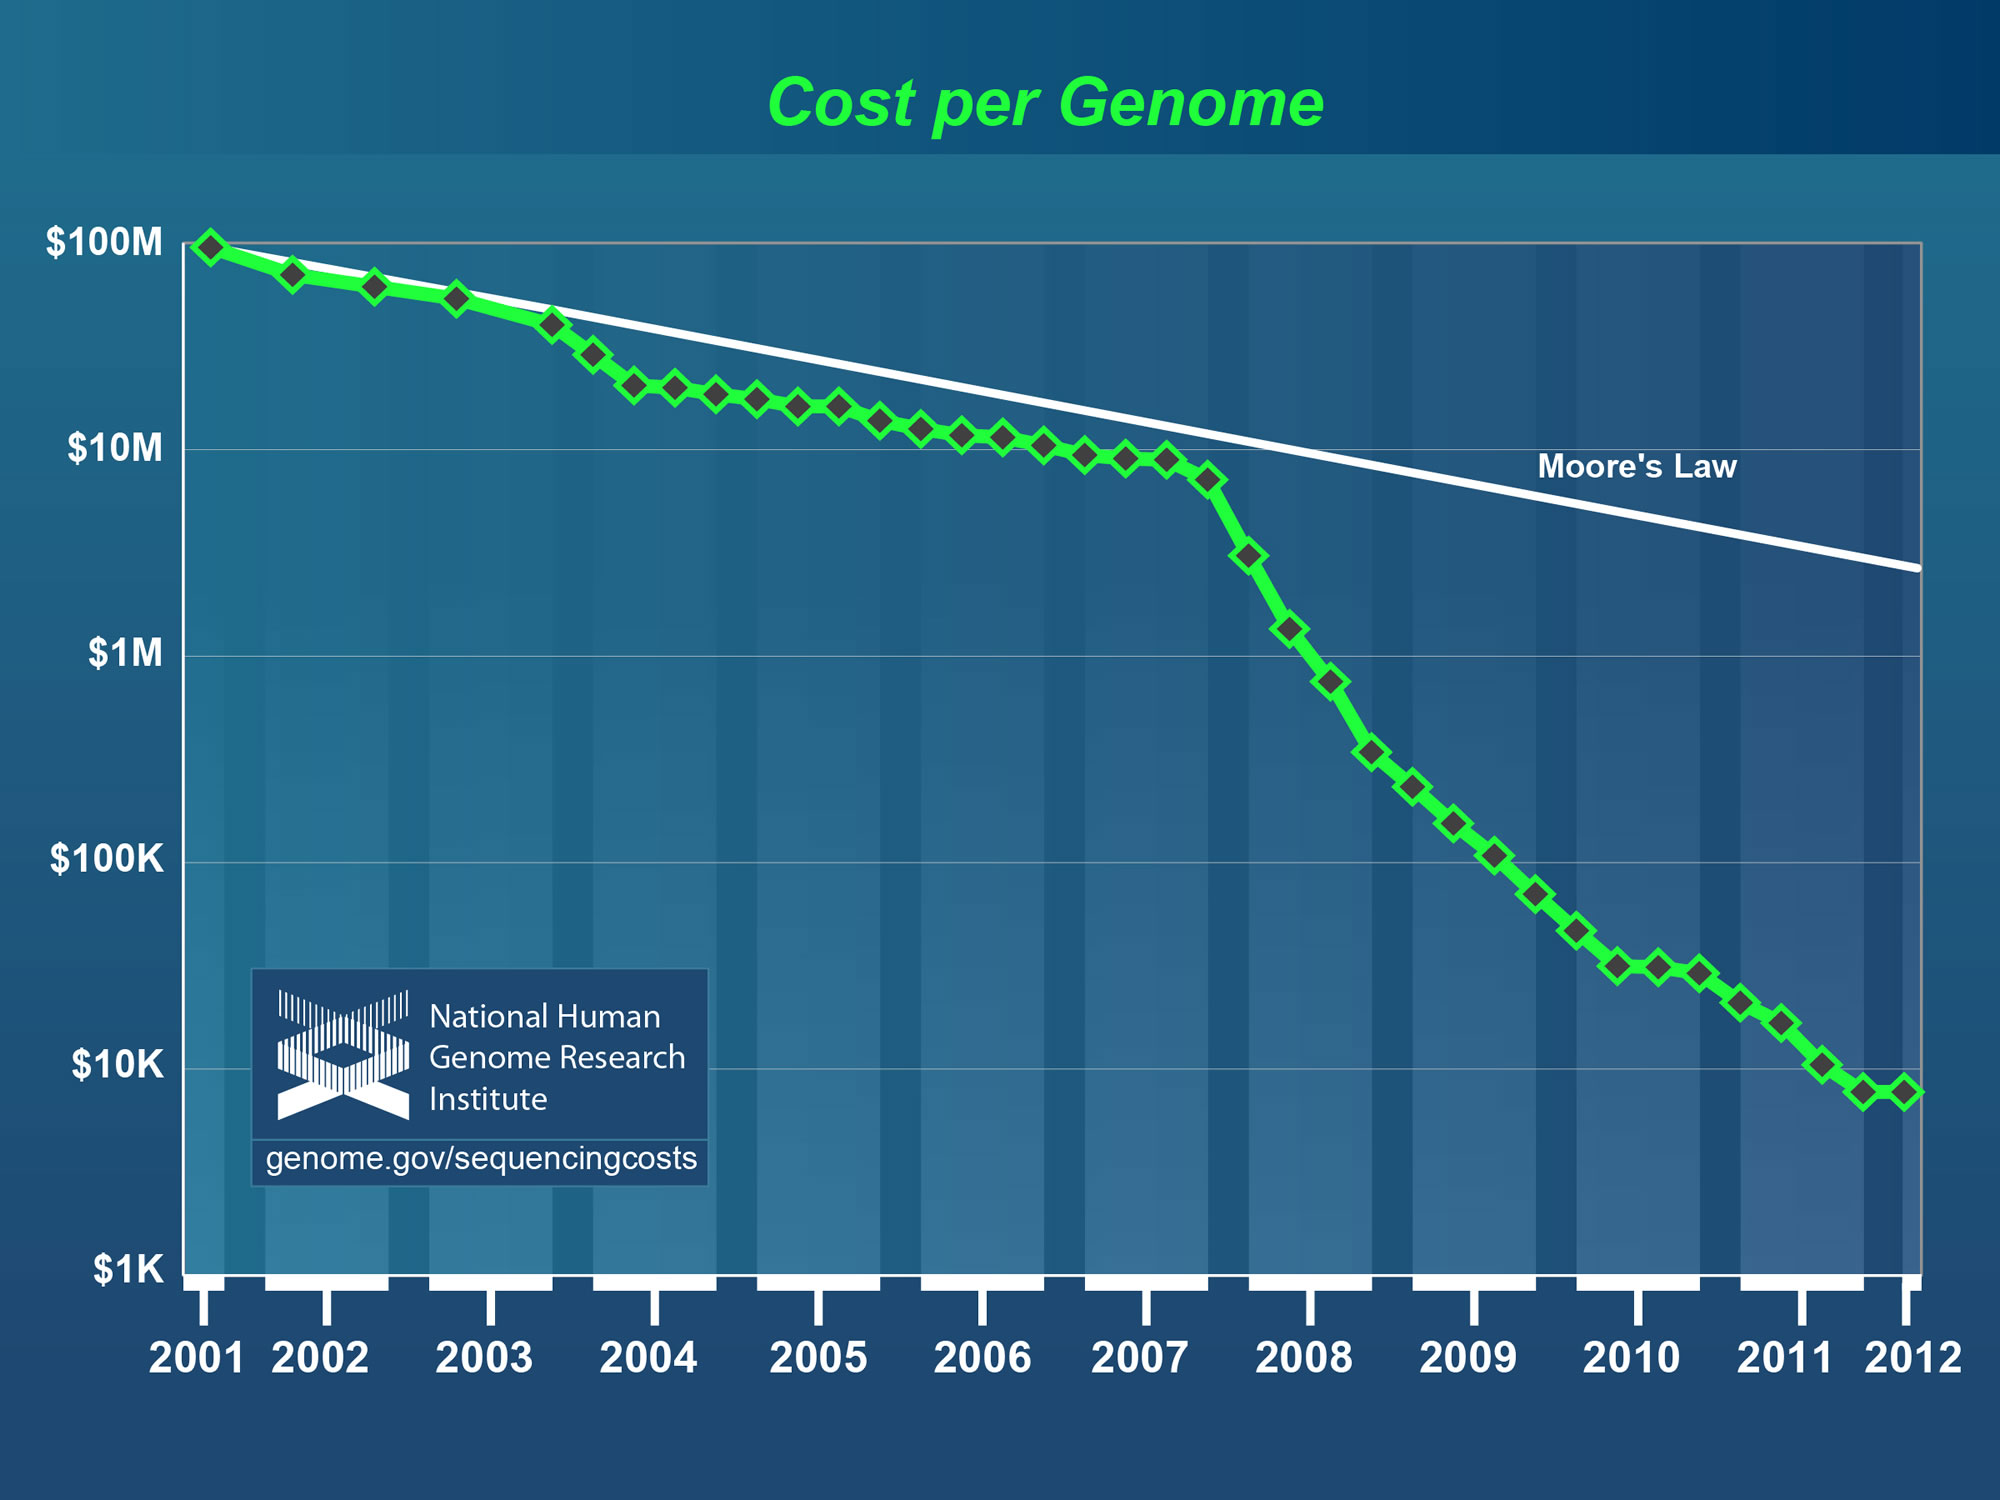 Cost per Genome
$100M
$10M
Moore's Law
$1M
$100K
$10K
$1K
National Human
Genome Research
Institute
genome.gov/sequencingcosts
2001 2002 2003 2004 2005 2006 2007 2008 2009 2010 2011 2012